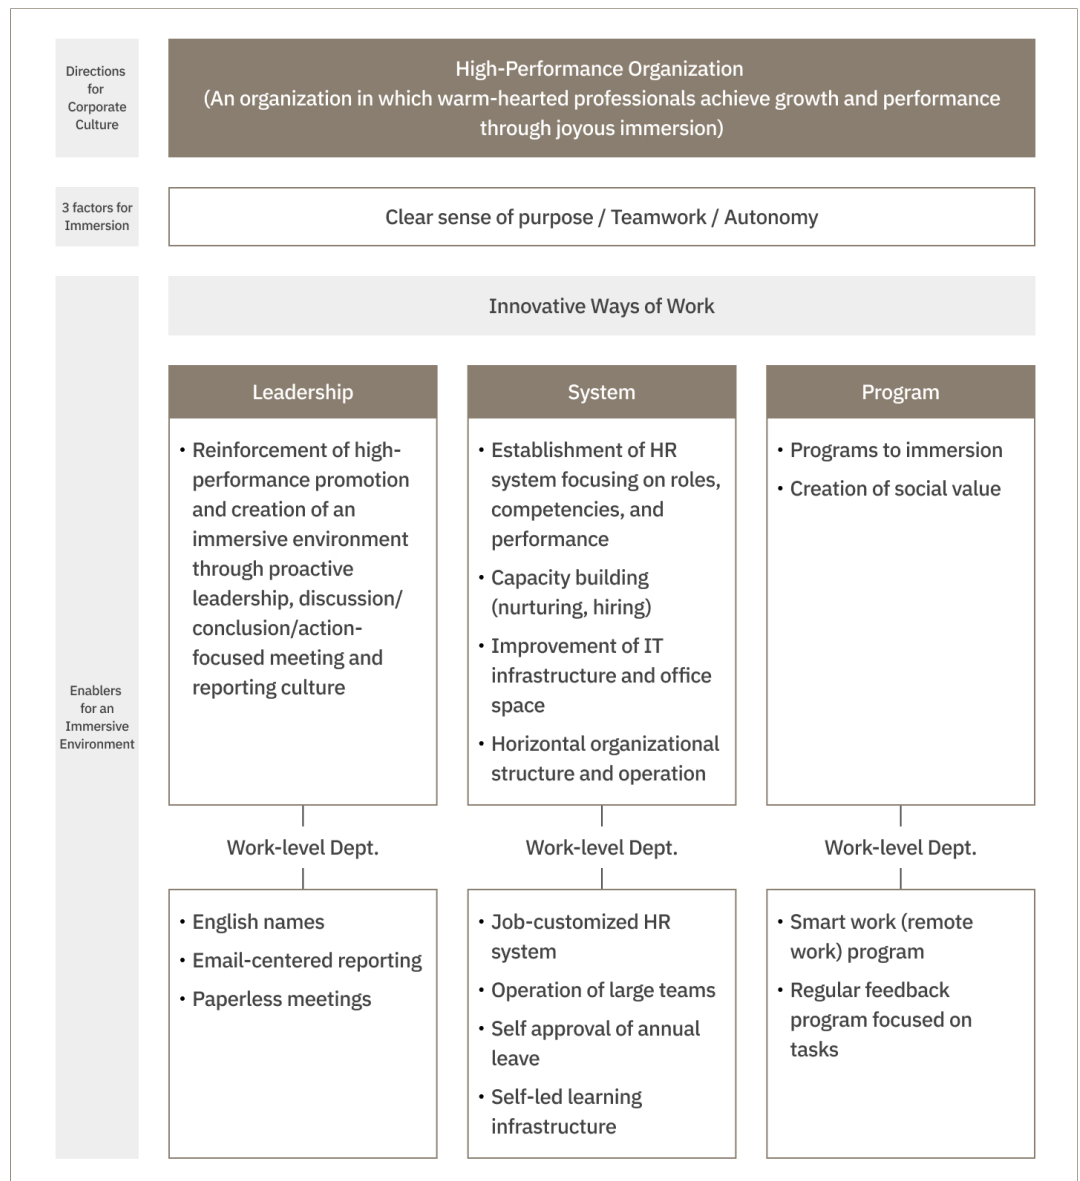 Directions
for
Corporate
Culture
High-Performance Organization
(An organization in which warm-hearted professionals achieve growth and performance
through joyous immersion)
3 factors for
Immersion
Clear sense of purpose / Teamwork / Autonomy
Enablers
for an
Immersive
Environment
Innovative Ways of Work
Leadership
• Reinforcement of high-
performance promotion
and creation of an
immersive environment
through proactive
leadership, discussion/
conclusion/action-
focused meeting and
reporting culture
Work-level Dept.
• English names
• Email-centered reporting
• Paperless meetings
System
• Establishment of HR
system focusing on roles,
competencies, and
performance
• Capacity building
(nurturing, hiring)
• Improvement of IT
infrastructure and office
space
• Horizontal organizational
structure and operation
Work-level Dept.
• Job-customized HR
system
• Operation of large teams
• Self approval of annual
leave
• Self-led learning
infrastructure
Program
• Programs to immersion
• Creation of social value
Work-level Dept.
• Smart work (remote
work) program
• Regular feedback
program focused on
tasks